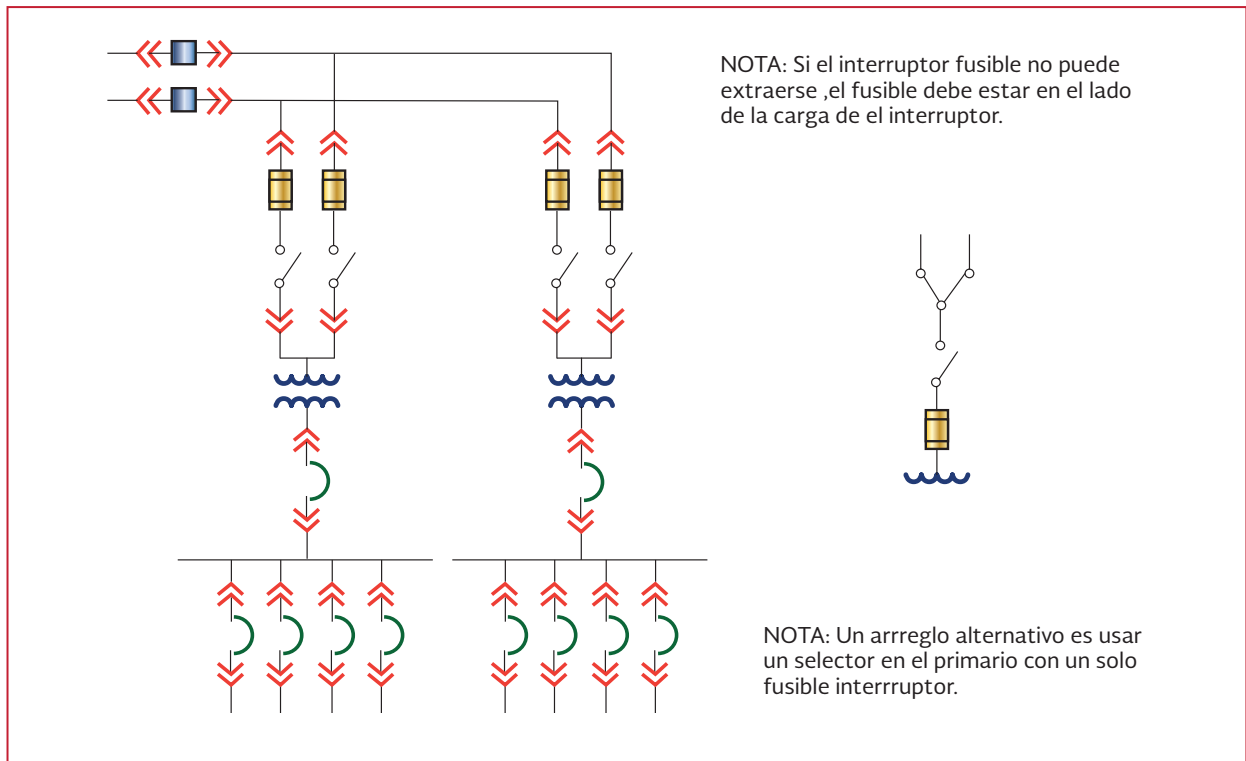 NOTA: Si el interruptor fusible no puede
extraerse ,el fusible debe estar en el lado
de la carga de el interruptor.
NOTA: Un arrreglo alternativo es usar
un selector en el primario con un solo
fusible interrruptor.